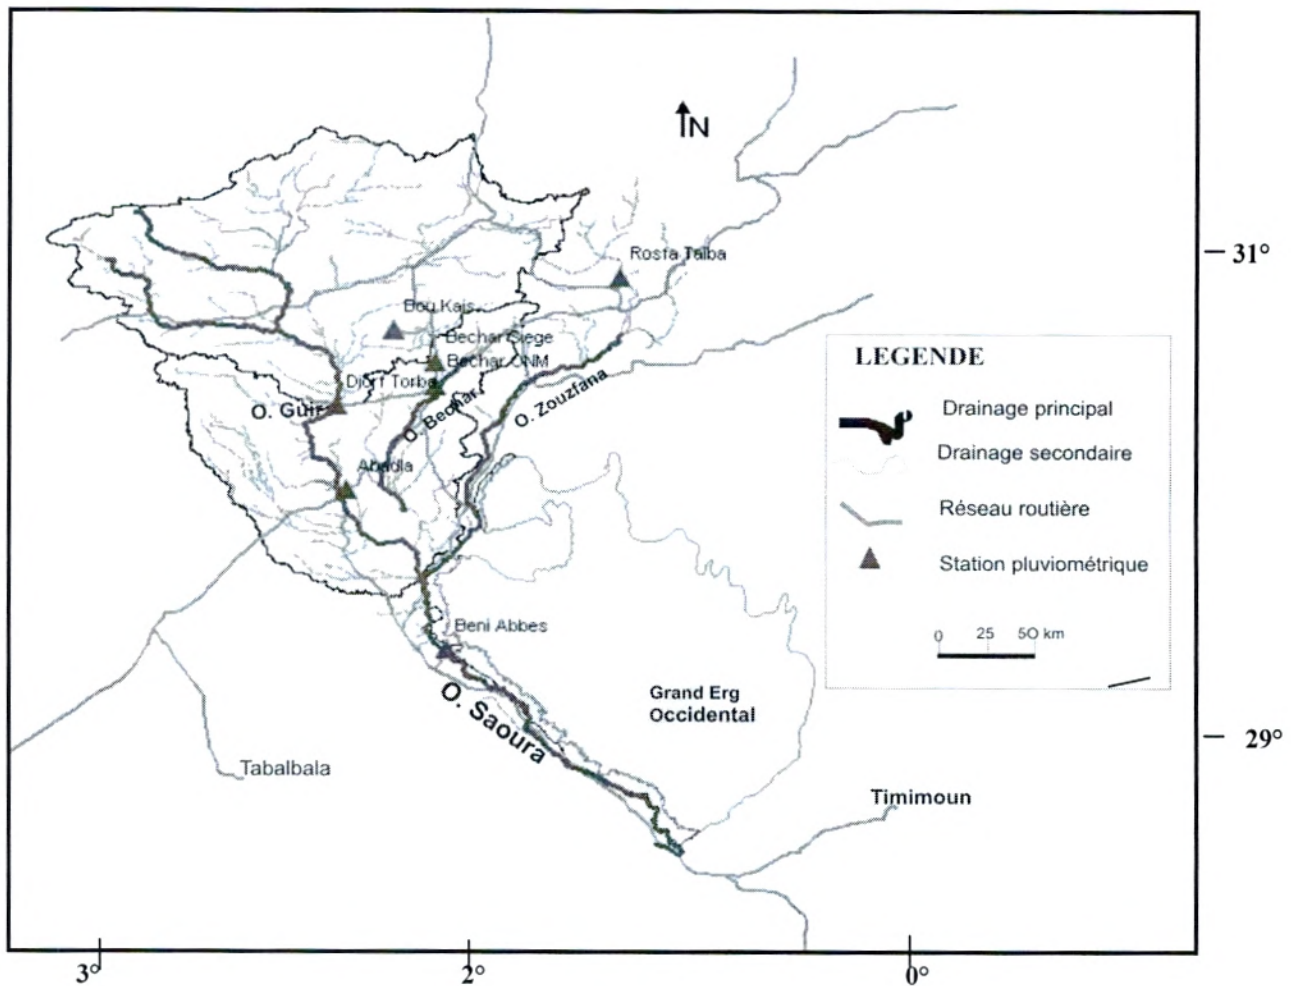 N
Rosfa Talba
31°
Bou Kais
Bechar Siege
Bechar ONM
Djorf Torba
O. Guir
O. Bechar
O. Zouzfana
Abadla
LEGENDE
Drainage principal
Drainage secondaire
Réseau routière
Station pluviométrique
0 25 50 km
Beni Abbes
O. Saoura
Grand Erg
Occidental
29°
Tabalbala
Timimoun
3° 2° 0°